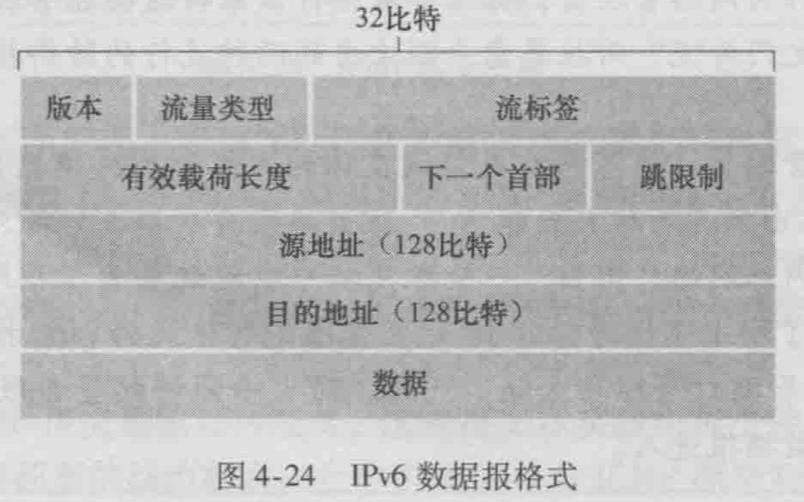 32比特
版本 流量类型 流标签
有效载荷长度 下一个首部 跳限制
源地址（128比特）
目的地址（128比特）
数据
图 4-24 IPv6 数据报格式